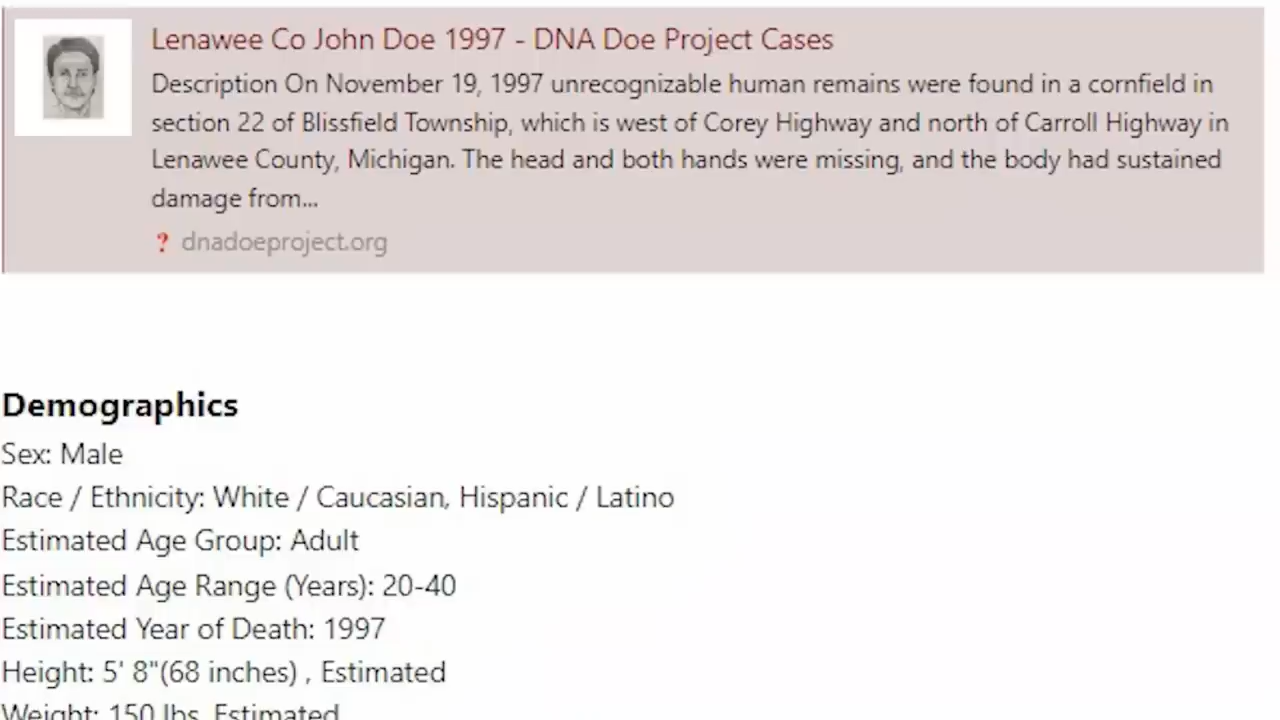 Lenawee Co John Doe 1997 - DNA Doe Project Cases
Description On November 19, 1997 unrecognizable human remains were found in a cornfield in
section 22 of Blissfield Township, which is west of Corey Highway and north of Carroll Highway in
Lenawee County, Michigan. The head and both hands were missing, and the body had sustained
damage from...
? dnadoeproject.org
Demographics
Sex: Male
Race / Ethnicity: White / Caucasian, Hispanic / Latino
Estimated Age Group: Adult
Estimated Age Range (Years): 20-40
Estimated Year of Death: 1997
Height: 5' 8"(68 inches) , Estimated
Weight: 150 lbs, Estimated